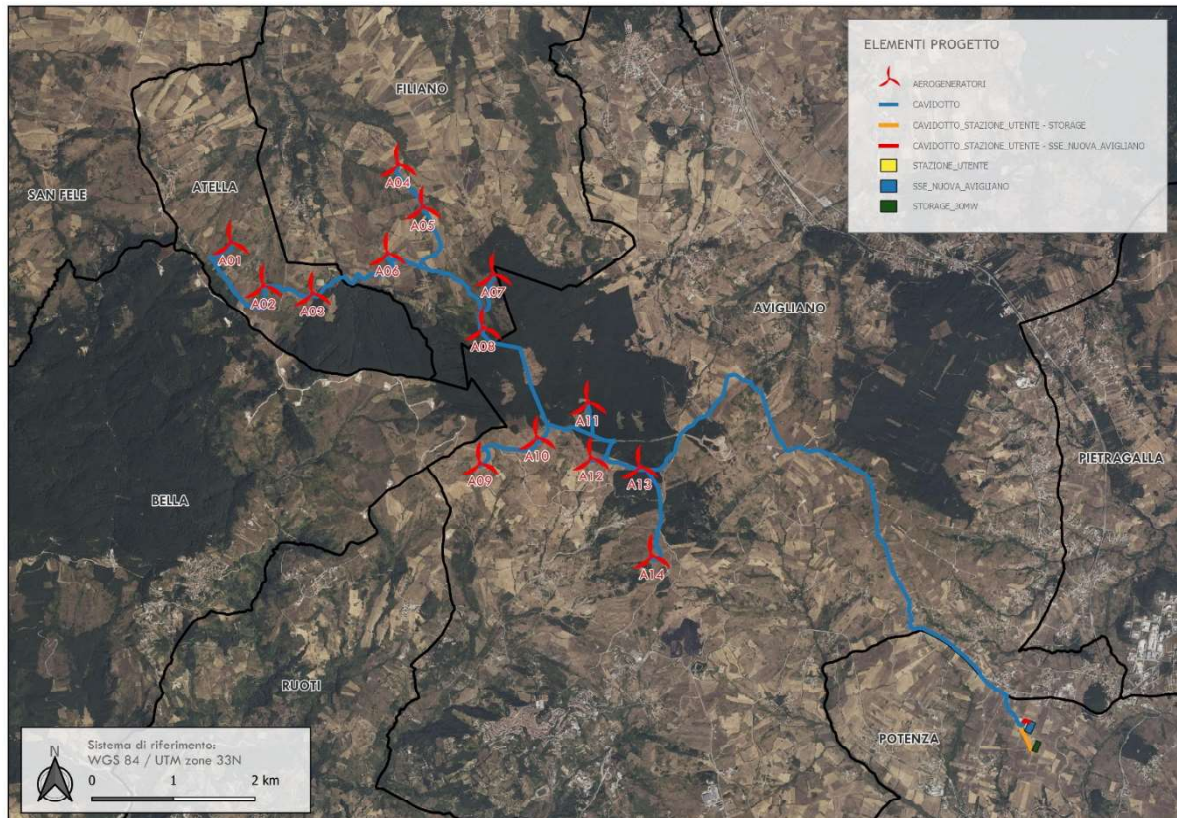 ELEMENTI PROGETTO
AEROGENERATORI
CAVIDOTTO
CAVIDOTTO_STAZIONE_UTENTE - STORAGE
CAVIDOTTO_STAZIONE_UTENTE - SSE_NUOVA_AVIGLIANO
STAZIONE_UTENTE
SSE_NUOVA_AVIGLIANO
STORAGE_30MW
FILIANO
SAN FELE
ATELLA
A04
A05
A01
A06
A07
A02
A03
A08
AVIGLIANO
A11
A10
A09
A12
A13
PIETRAGALLA
BELLA
A14
RUOTI
POTENZA
N
Sistema di riferimento:
WGS 84 / UTM zone 33N
0 1 2 km